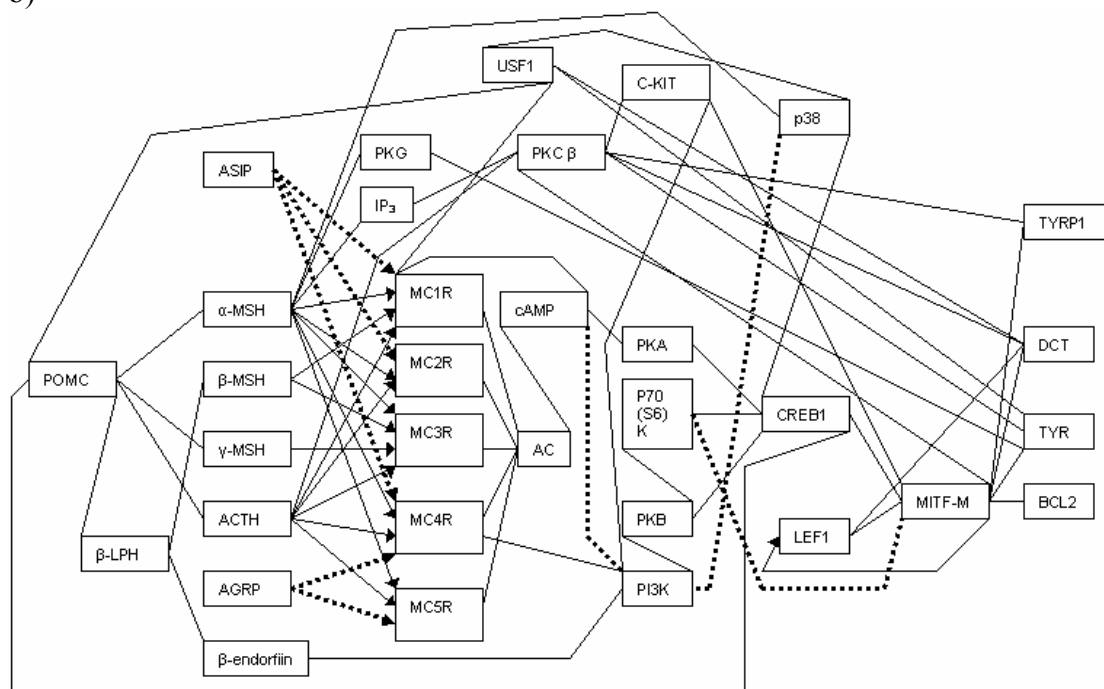 USF1
C-KIT
p38
PKG
PKC β
ASIP
IP3
TYRP1
MC1R
α-MSH
cAMP
PKA
DCT
MC2R
POMC
β-MSH
P70
(S6)
K
CREB1
MC3R
TYR
γ-MSH
AC
MITF-M
BCL2
ACTH
MC4R
PKB
LEF1
β-LPH
AGRP
PI3K
MC5R
β-endorfiin